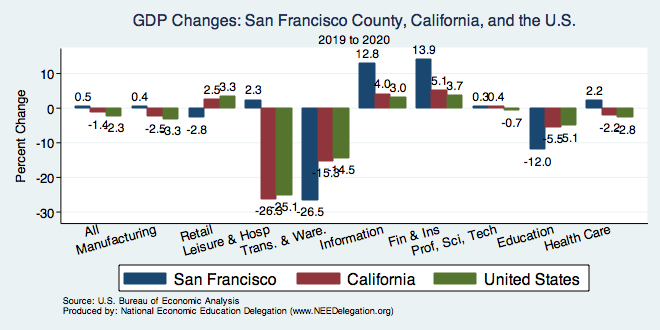 GDP Changes: San Francisco County, California, and the U.S.
2019 to 2020
Percent Change
10
0
-10
-20
-30
0.5
-1.4
-2.3
0.4
-2.5
-3.3
-2.8
2.5
3.3
2.3
-25.1
-26.5
-14.5
12.8
4.0
3.0
13.9
5.1
3.7
0.3
0.4
-0.7
-12.0
-5.5
-5.1
2.2
-2.2
-2.8
All
Manufacturing
Retail
Leisure & Hosp
Trans. & Ware.
Information
Fin & Ins
Prof, Sci, Tech
Education
Health Care
San Francisco
California
United States
Source: U.S. Bureau of Economic Analysis
Produced by: National Economic Education Delegation (www.NEEDelegation.org)